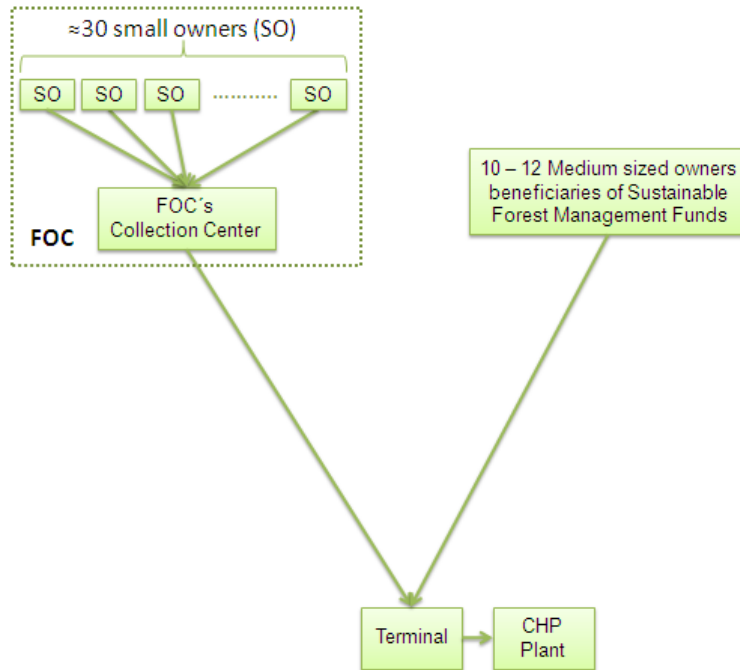 ≈30 small owners (SO)
SO SO SO ............ SO
FOC´s
Collection Center
FOC
10 – 12 Medium sized owners
beneficiaries of Sustainable
Forest Management Funds
Terminal
CHP
Plant